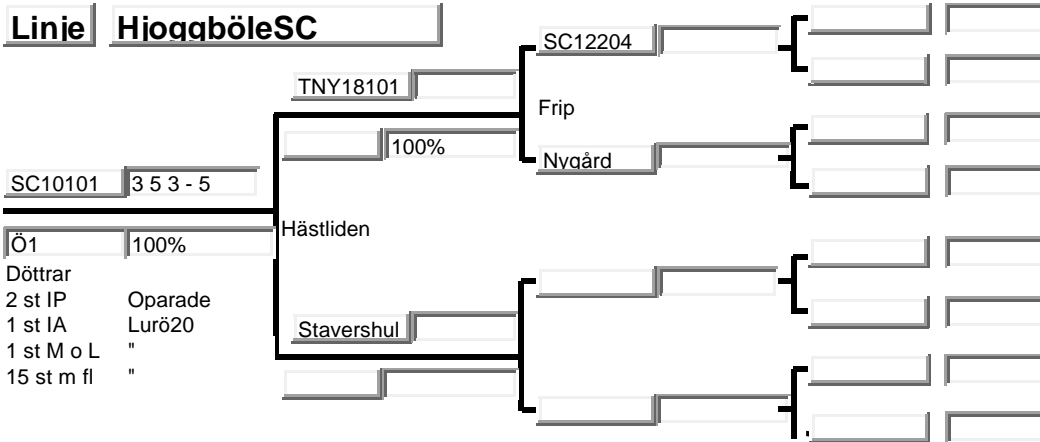 Linje HjoggböleSC
SC12204
TNY18101
Frip
100%
Nygård
SC10101 3 5 3 - 5
Hästliden
Ö1 100%
Döttrar
2 st IP Oparade
1 st IA Lurö20
Stavershul
1 st M o L "
15 st m fl "